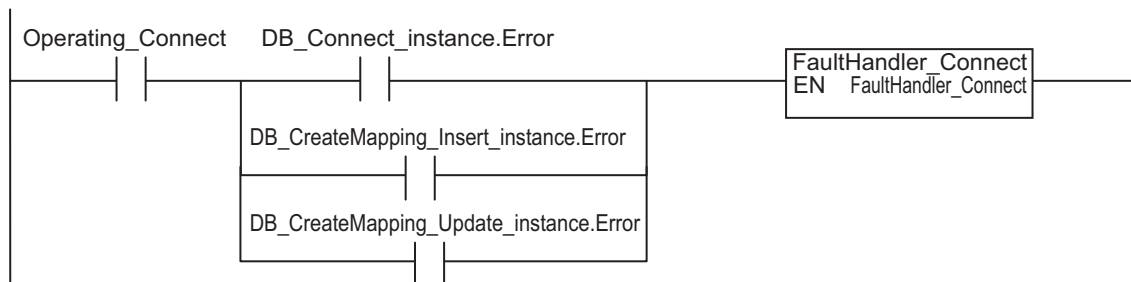 Operating_Connect DB_Connect_instance.Error
FaultHandler_Connect
EN FaultHandler_Connect
DB_CreateMapping_Insert_instance.Error
DB_CreateMapping_Update_instance.Error